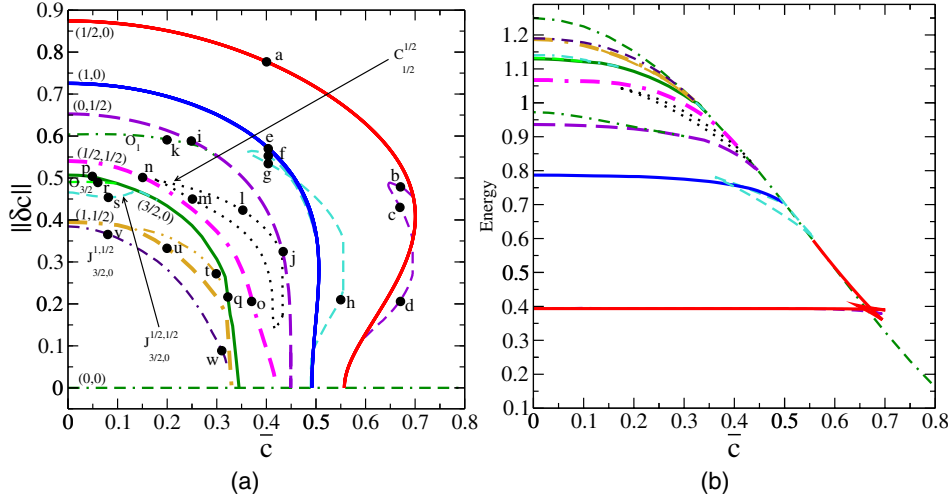 0.9
0.8
0.7
0.6
0.5
0.4
0.3
0.2
0.1
0
||δc||
0 0.1 0.2 0.3 0.4 0.5 0.6 0.7 0.8
c̄
(1/2,0)
a
C 1/2 1/2
(1,0)
(0,1/2)
O1
k
i
e
f
g
(1/2,1/2)
p
O3/2
r
s
n
m
l
b
c
(3/2,0)
(1,1/2)
v
u
j
J 1,1/2 3/2,0
t
q
o
h
d
J 1/2,1/2 3/2,0
w
(0,0)
(a)
1.2
1.1
1
0.9
0.8
0.7
0.6
0.5
0.4
0.3
0.2
0.1
Energy
0 0.1 0.2 0.3 0.4 0.5 0.6 0.7 0.8
c̄
(b)